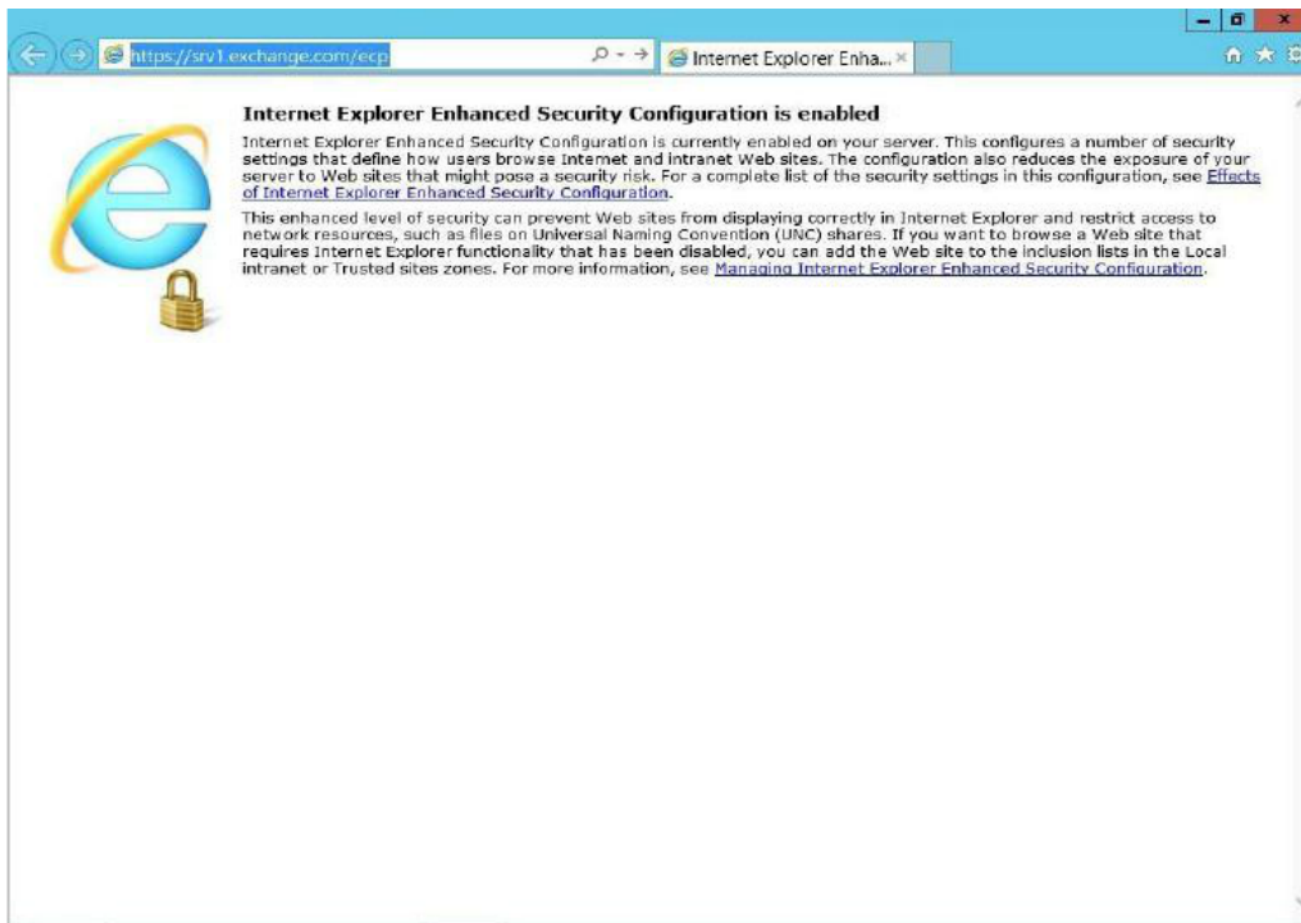 https://srv1.exchange.com/ecp
Internet Explorer Enha...
Internet Explorer Enhanced Security Configuration is enabled
Internet Explorer Enhanced Security Configuration is currently enabled on your server. This configures a number of security
settings that define how users browse Internet and intranet Web sites. The configuration also reduces the exposure of your
server to Web sites that might pose a security risk. For a complete list of the security settings in this configuration, see Effects
of Internet Explorer Enhanced Security Configuration.
This enhanced level of security can prevent Web sites from displaying correctly in Internet Explorer and restrict access to
network resources, such as files on Universal Naming Convention (UNC) shares. If you want to browse a Web site that
requires Internet Explorer functionality that has been disabled, you can add the Web site to the inclusion lists in the Local
intranet or Trusted sites zones. For more information, see Managing Internet Explorer Enhanced Security Configuration.